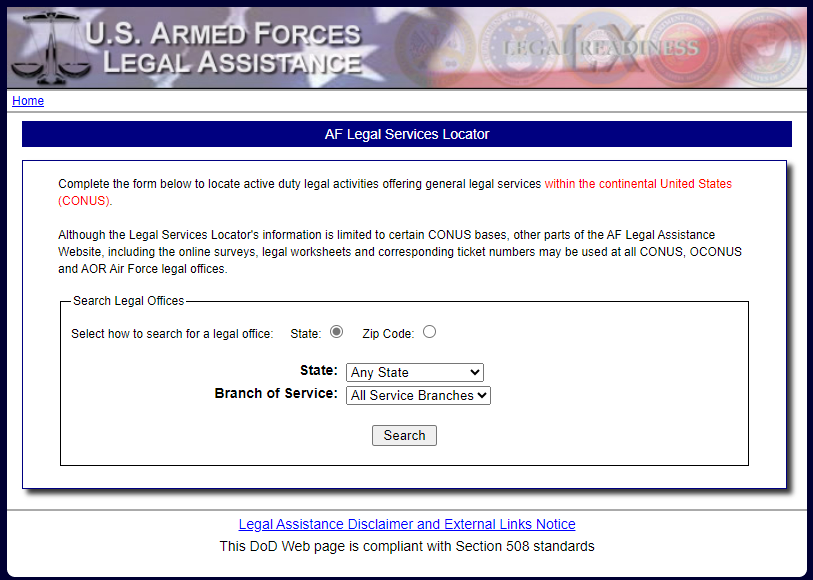 U.S. ARMED FORCES
LEGAL ASSISTANCE
LEGAL READINESS
Home
AF Legal Services Locator
Complete the form below to locate active duty legal activities offering general legal services within the continental United States
(CONUS).
Although the Legal Services Locator's information is limited to certain CONUS bases, other parts of the AF Legal Assistance
Website, including the online surveys, legal worksheets and corresponding ticket numbers may be used at all CONUS, OCONUS
and AOR Air Force legal offices.
Search Legal Offices
Select how to search for a legal office: State: Zip Code:
State: Any State
Branch of Service: All Service Branches
Search
Legal Assistance Disclaimer and External Links Notice
This DoD Web page is compliant with Section 508 standards